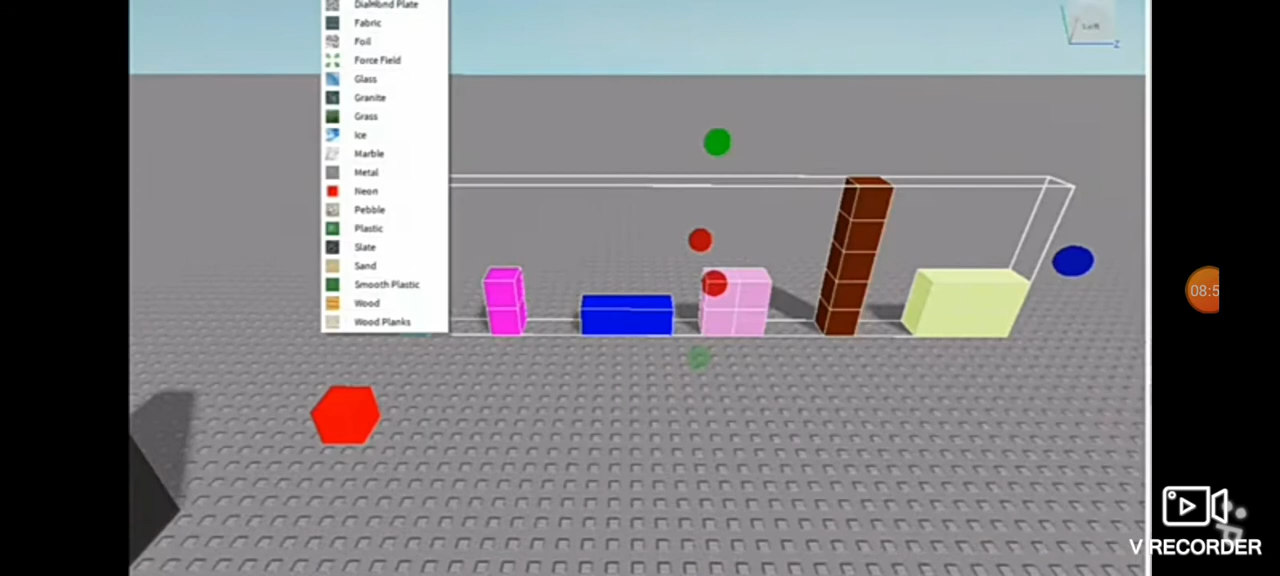 Diamond Plate
Fabric
Foil
Force Field
Glass
Granite
Grass
Ice
Marble
Metal
Neon
Pebble
Plastic
Slate
Sand
Smooth Plastic
Wood
Wood Planks
Left
Z
08:5
V RECORDER